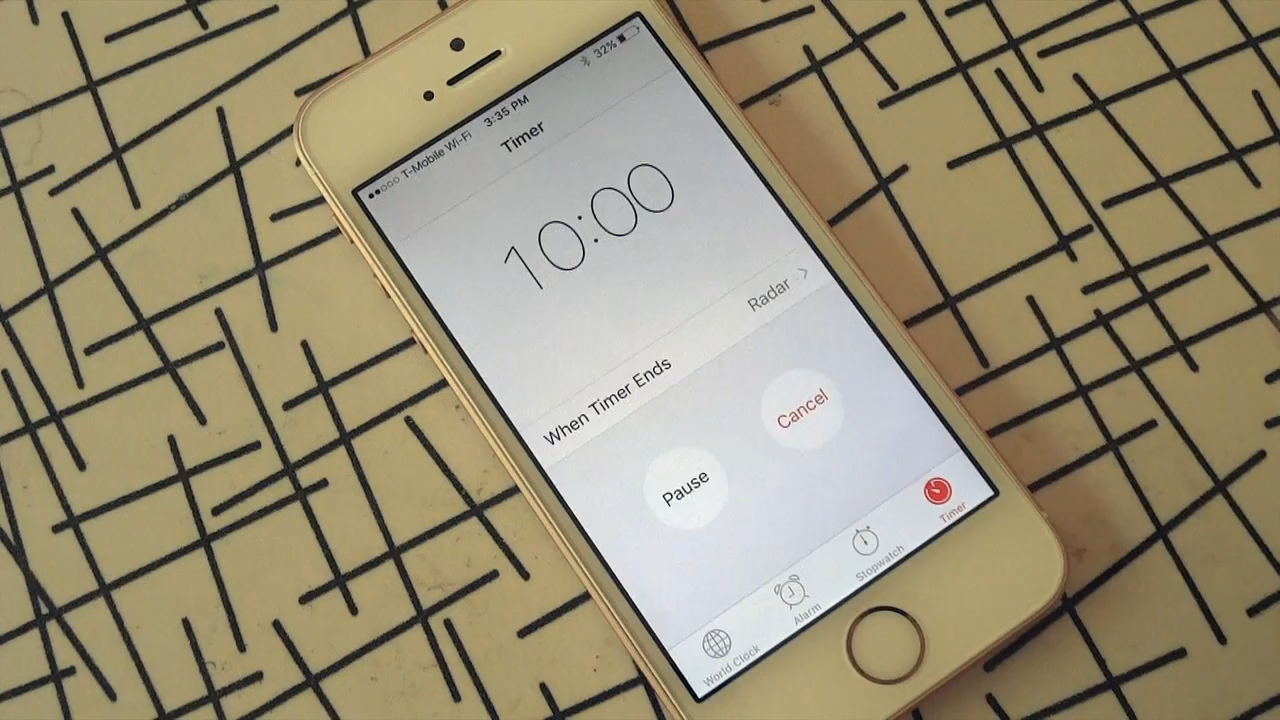 T-Mobile Wi-Fi 3:35 PM 32%
Timer
10:00
When Timer Ends Radar
Pause Cancel
World Clock Alarm Stopwatch Timer